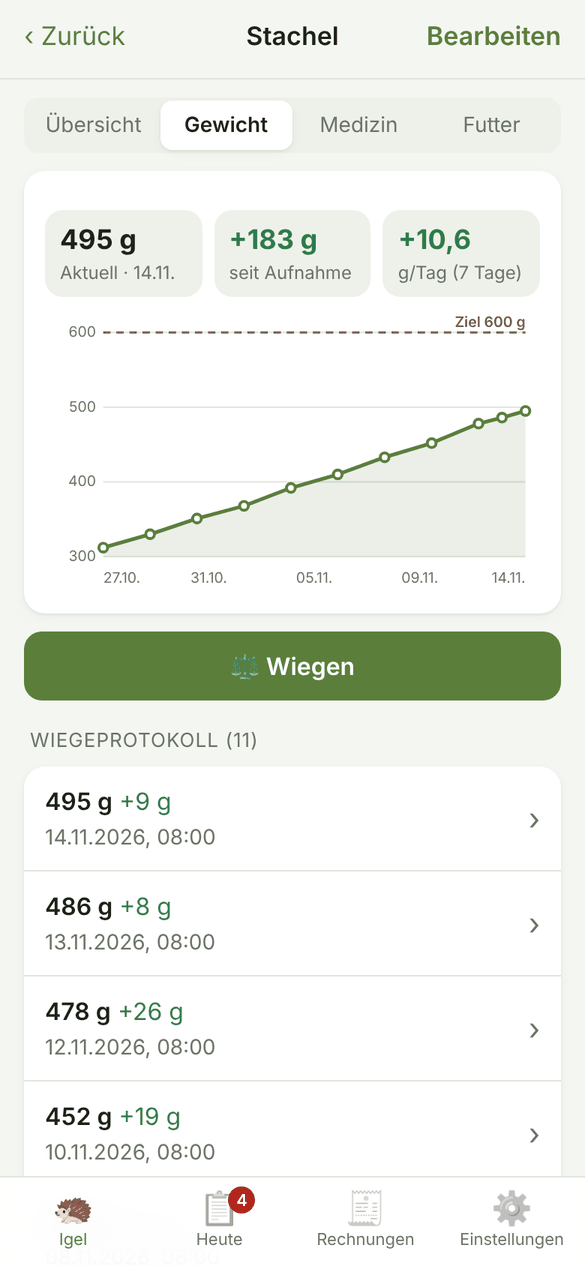 ‹ Zurück
Stachel
Bearbeiten
Übersicht
Gewicht
Medizin
Futter
495 g
Aktuell · 14.11.
+183 g
seit Aufnahme
+10,6
g/Tag (7 Tage)
Ziel 600 g
600
500
400
300
27.10.
31.10.
05.11.
09.11.
14.11.
Wiegen
WIEGEPROTOKOLL (11)
495 g +9 g
14.11.2026, 08:00
486 g +8 g
13.11.2026, 08:00
478 g +26 g
12.11.2026, 08:00
452 g +19 g
10.11.2026, 08:00
4
Igel
Heute
Rechnungen
Einstellungen